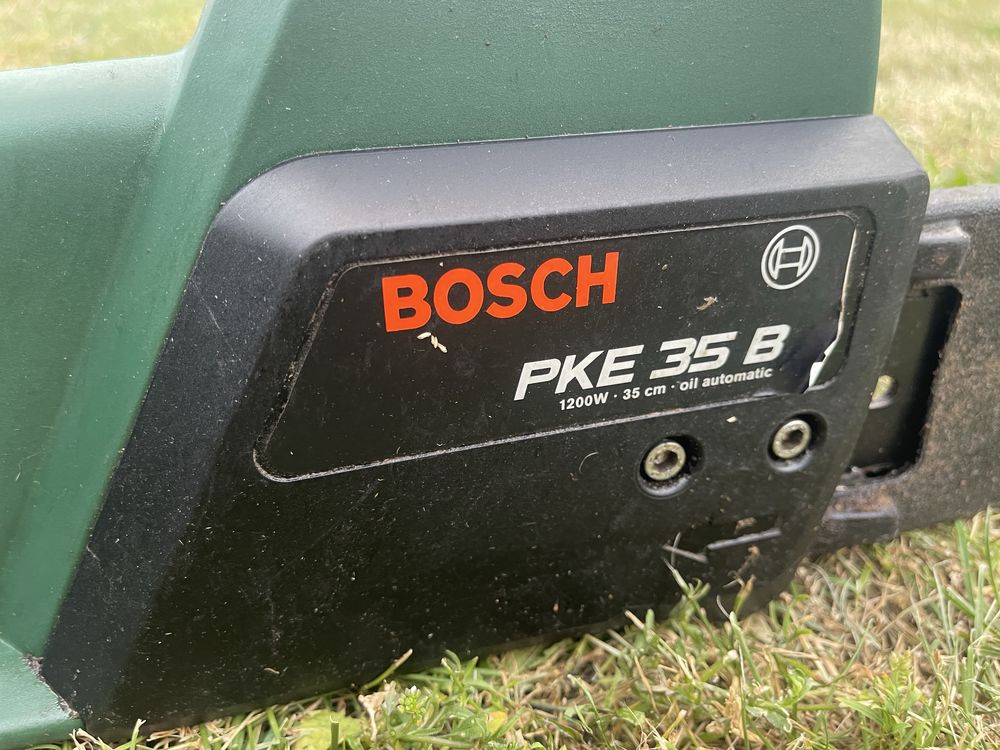 BOSCH
PKE 35 B
1200W · 35 cm · oil automatic